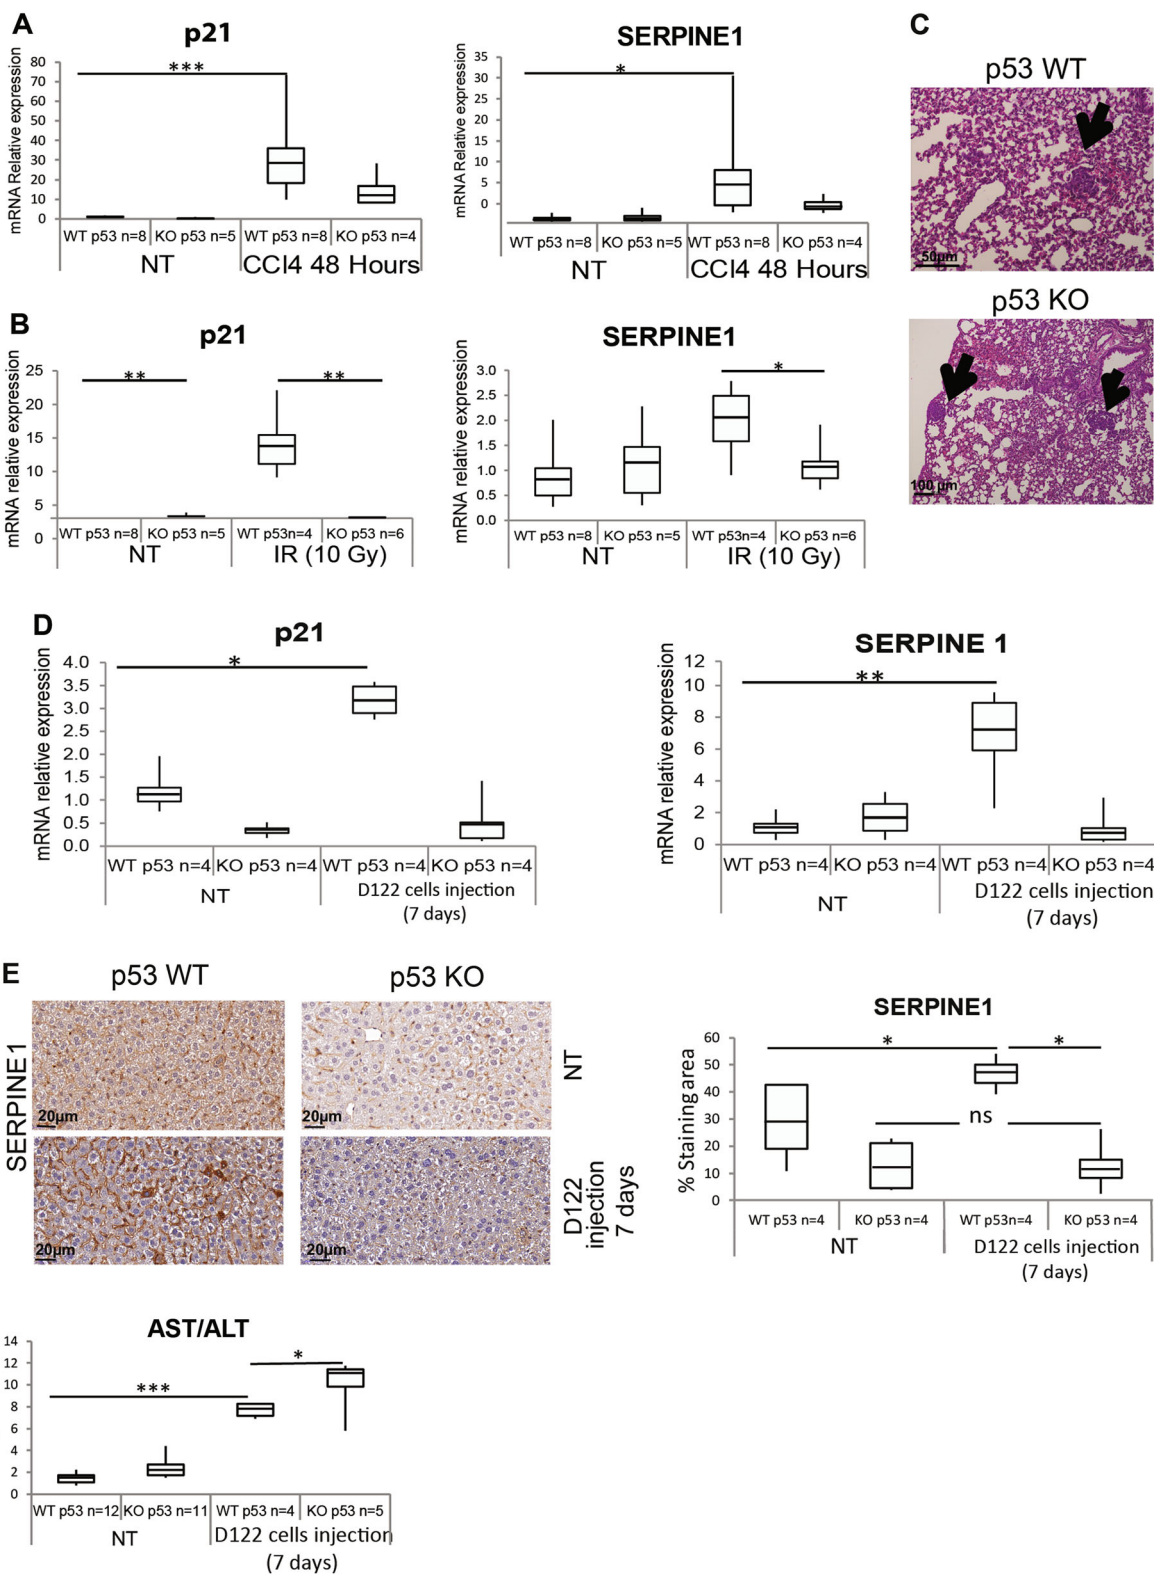 A
p21
mRNA Relative expression
80
70
60
50
40
30
20
10
0
***
WT p53 n=8 KO p53 n=5 WT p53 n=8 KO p53 n=4
NT CCl4 48 Hours
SERPINE1
mRNA Relative expression
35
30
25
20
15
10
5
0
*
WT p53 n=8 KO p53 n=5 WT p53 n=8 KO p53 n=4
NT CCl4 48 Hours
C
p53 WT
50µm
p53 KO
100 µm
B
p21
mRNA relative expression
25
20
15
10
5
0
** **
WT p53 n=8 KO p53 n=5 WT p53n=4 KO p53 n=6
NT IR (10 Gy)
SERPINE1
mRNA relative expression
3.0
2.5
2.0
1.5
1.0
0.5
0.0
*
WT p53 n=8 KO p53 n=5 WT p53n=4 KO p53 n=6
NT IR (10 Gy)
D
p21
mRNA relative expression
4.0
3.5
3.0
2.5
2.0
1.5
1.0
0.5
0.0
*
WT p53 n=4 KO p53 n=4 WT p53 n=4 KO p53 n=4
NT D122 cells injection
(7 days)
SERPINE 1
mRNA relative expression
12
10
8
6
4
2
0
**
WT p53 n=4 KO p53 n=4 WT p53 n=4 KO p53 n=4
NT D122 cells injection
(7 days)
E
p53 WT p53 KO
SERPINE1
20µm 20µm
NT
20µm 20µm
D122
injection
7 days
SERPINE1
% Staining area
60
50
40
30
20
10
0
* *
ns
WT p53 n=4 KO p53 n=4 WT p53n=4 KO p53 n=4
NT D122 cells injection
(7 days)
AST/ALT
14
12
10
8
6
4
2
0
*** *
WT p53 n=12 KO p53 n=11 WT p53 n=4 KO p53 n=5
NT D122 cells injection
(7 days)